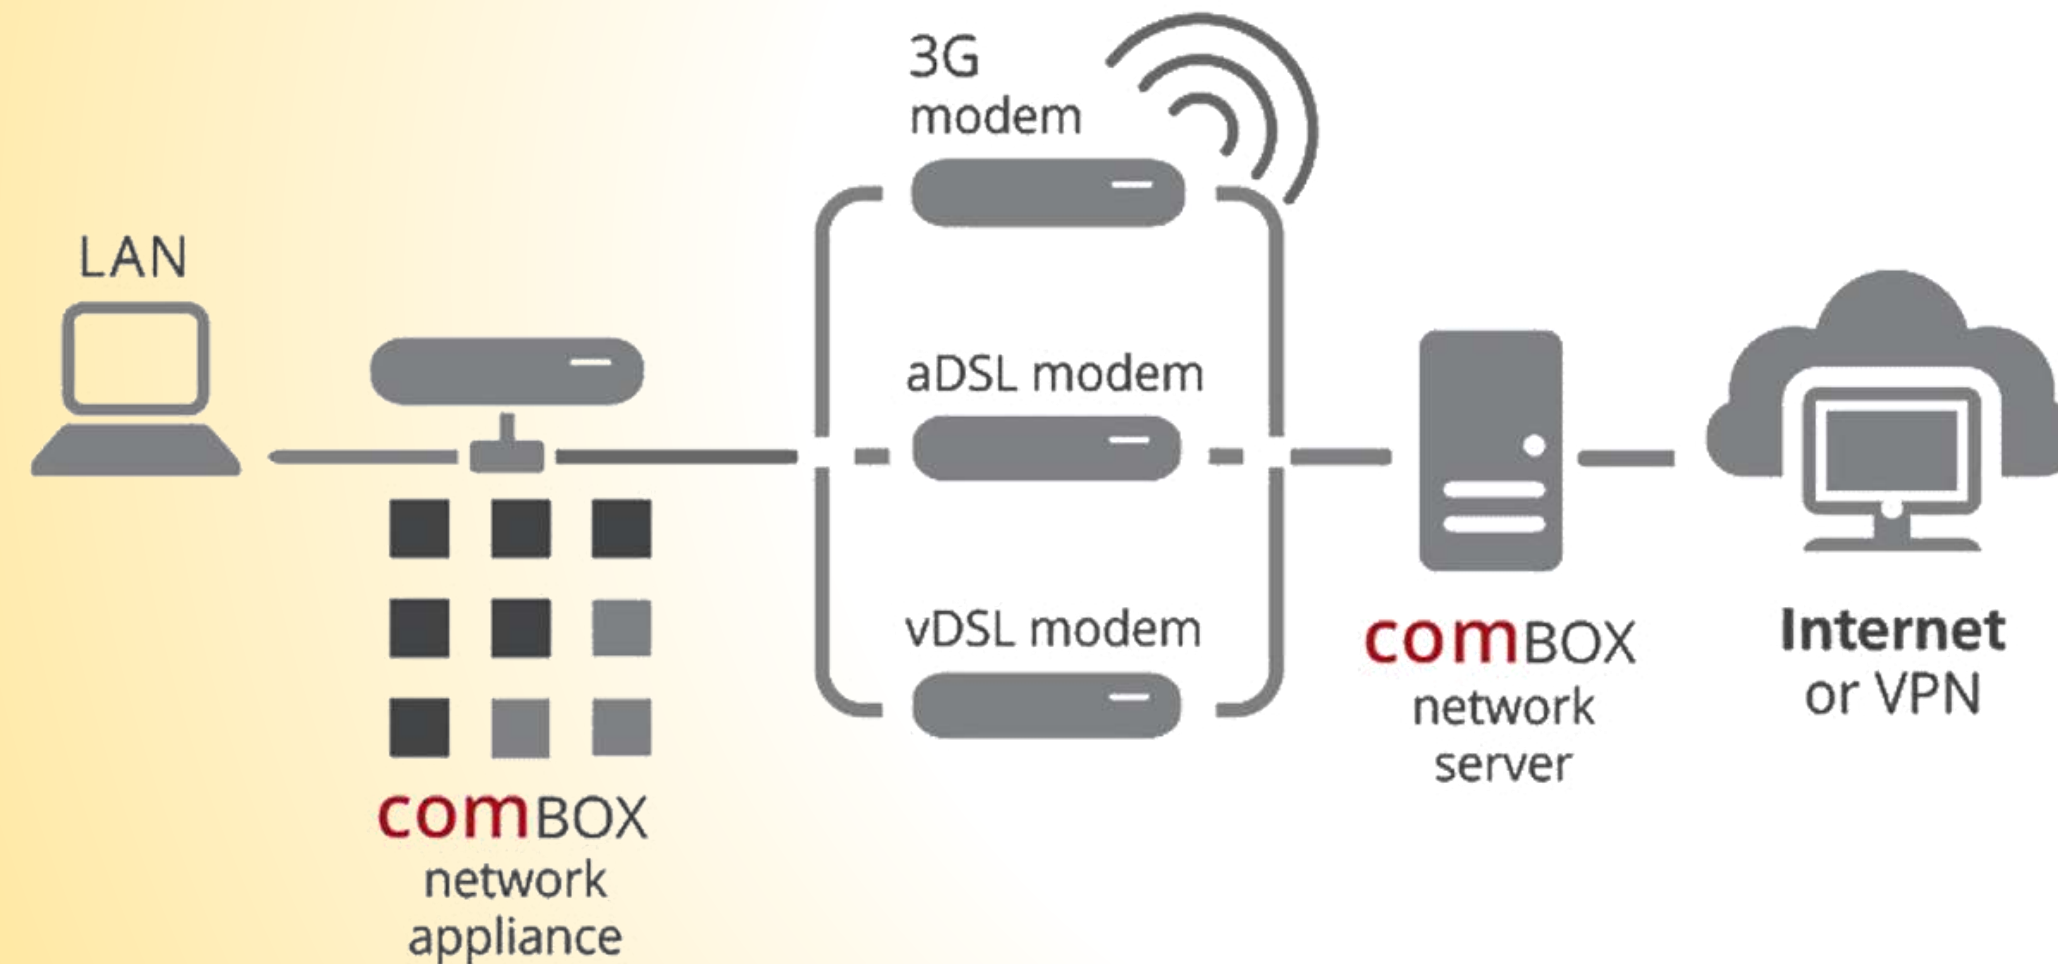 LAN
comBOX
network
appliance
3G
modem
aDSL modem
vDSL modem
comBOX
network
server
Internet
or VPN